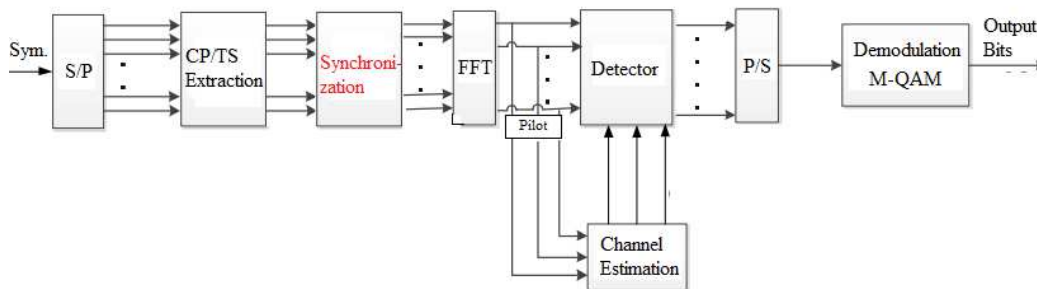 Sym.
S/P
CP/TS
Extraction
Synchroni-
zation
FFT
Pilot
Detector
Channel
Estimation
P/S
Demodulation
M-QAM
Output
Bits